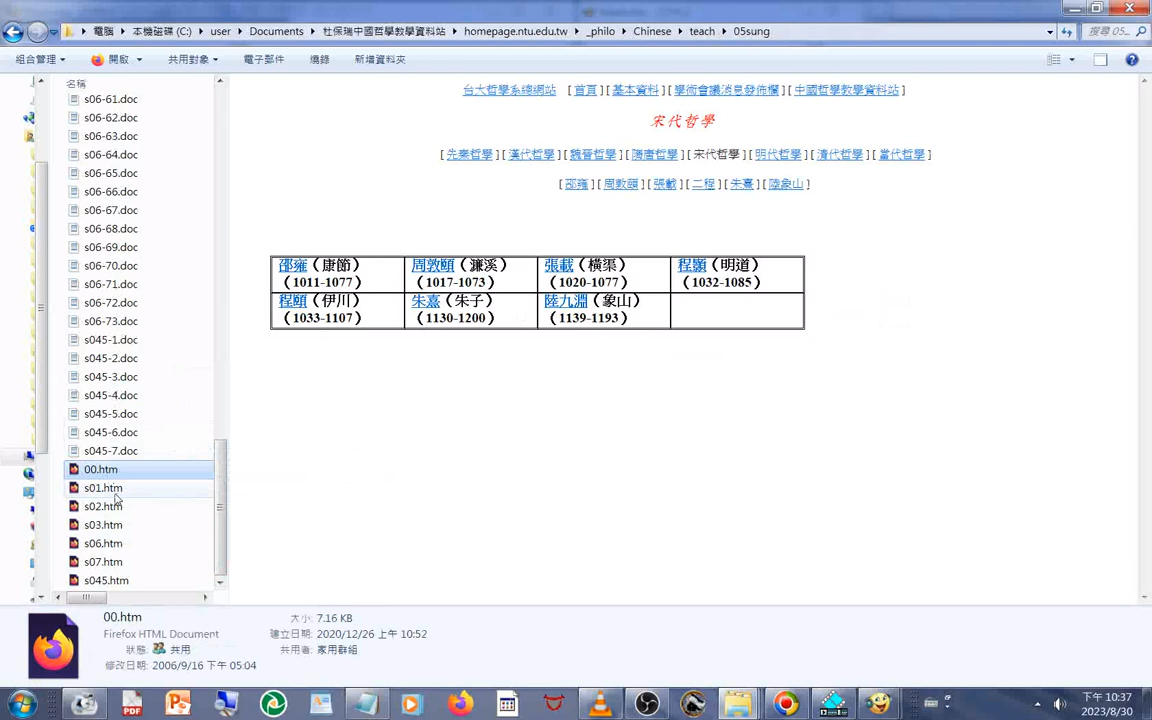 電腦 ▸ 本機磁碟 (C:) ▸ user ▸ Documents ▸ 杜保瑞中國哲學教學資料站 ▸ homepage.ntu.edu.tw ▸ _philo ▸ Chinese ▸ teach ▸ 05sung
搜尋 05...
組合管理 開啟 共用對象 電子郵件 燒錄 新增資料夾
名稱
s06-61.doc
s06-62.doc
s06-63.doc
s06-64.doc
s06-65.doc
s06-66.doc
s06-67.doc
s06-68.doc
s06-69.doc
s06-70.doc
s06-71.doc
s06-72.doc
s06-73.doc
s045-1.doc
s045-2.doc
s045-3.doc
s045-4.doc
s045-5.doc
s045-6.doc
s045-7.doc
00.htm
s01.htm
s02.htm
s03.htm
s06.htm
s07.htm
s045.htm
台大哲學系總網站 [ 首頁 ] [ 基本資料 ] [ 學術會議消息發佈欄 ] [ 中國哲學教學資料站 ]
宋代哲學
[ 先秦哲學 ] [ 漢代哲學 ] [ 魏晉哲學 ] [ 隋唐哲學 ] [ 宋代哲學 ] [ 明代哲學 ] [ 清代哲學 ] [ 當代哲學 ]
[ 邵雍 ] [ 周敦頤 ] [ 張載 ] [ 二程 ] [ 朱熹 ] [ 陸象山 ]
邵雍（康節） 周敦頤（濂溪） 張載（橫渠） 程顥（明道）
（1011-1077） （1017-1073） （1020-1077） （1032-1085）
程頤（伊川） 朱熹（朱子） 陸九淵（象山）
（1033-1107） （1130-1200） （1139-1193）
00.htm 大小: 7.16 KB
Firefox HTML Document 建立日期: 2020/12/26 上午 10:52
狀態: 共用 共用對象: 家用群組
修改日期: 2006/9/16 下午 05:04
PDF
下午 10:37
2023/8/30